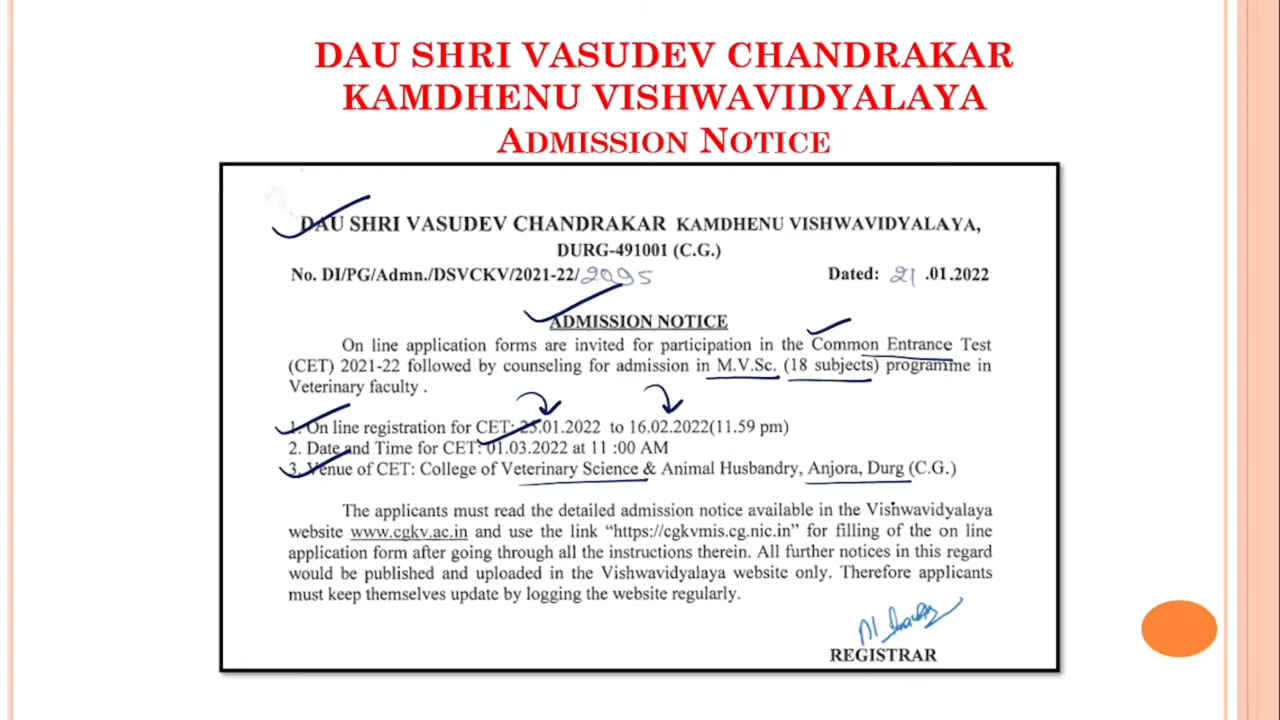 DAU SHRI VASUDEV CHANDRAKAR
KAMDHENU VISHWAVIDYALAYA
ADMISSION NOTICE
DAU SHRI VASUDEV CHANDRAKAR KAMDHENU VISHWAVIDYALAYA,
DURG-491001 (C.G.)
No. DI/PG/Admn./DSVCKV/2021-22/2095 Dated: 21 .01.2022
ADMISSION NOTICE
On line application forms are invited for participation in the Common Entrance Test
(CET) 2021-22 followed by counseling for admission in M.V.Sc. (18 subjects) programme in
Veterinary faculty .
1. On line registration for CET: 25.01.2022 to 16.02.2022(11.59 pm)
2. Date and Time for CET: 01.03.2022 at 11 :00 AM
3. Venue of CET: College of Veterinary Science & Animal Husbandry, Anjora, Durg (C.G.)
The applicants must read the detailed admission notice available in the Vishwavidyalaya
website www.cgkv.ac.in and use the link “https://cgkvmis.cg.nic.in” for filling of the on line
application form after going through all the instructions therein. All further notices in this regard
would be published and uploaded in the Vishwavidyalaya website only. Therefore applicants
must keep themselves update by logging the website regularly.
REGISTRAR